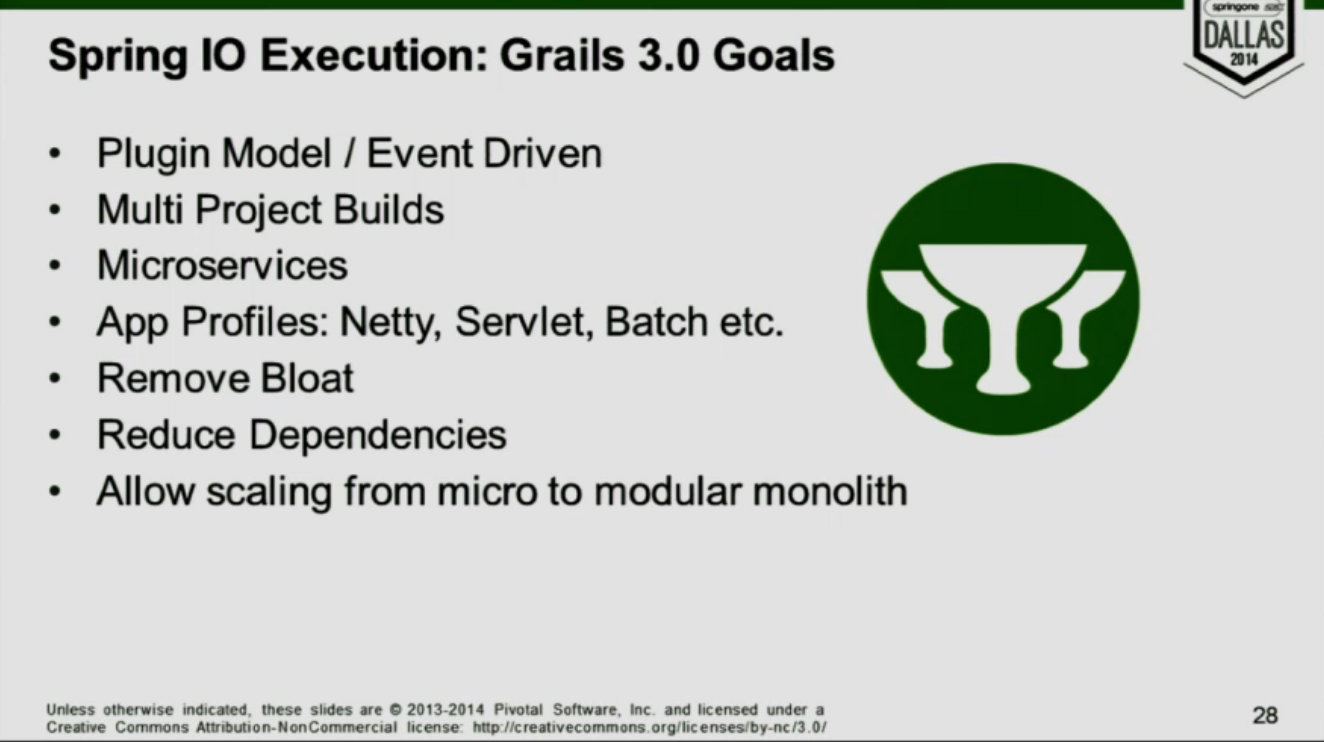 springone 2GX
DALLAS
2014
Spring IO Execution: Grails 3.0 Goals
• Plugin Model / Event Driven
• Multi Project Builds
• Microservices
• App Profiles: Netty, Servlet, Batch etc.
• Remove Bloat
• Reduce Dependencies
• Allow scaling from micro to modular monolith
Unless otherwise indicated, these slides are © 2013-2014 Pivotal Software, Inc. and licensed under a
Creative Commons Attribution-NonCommercial license: http://creativecommons.org/licenses/by-nc/3.0/
28